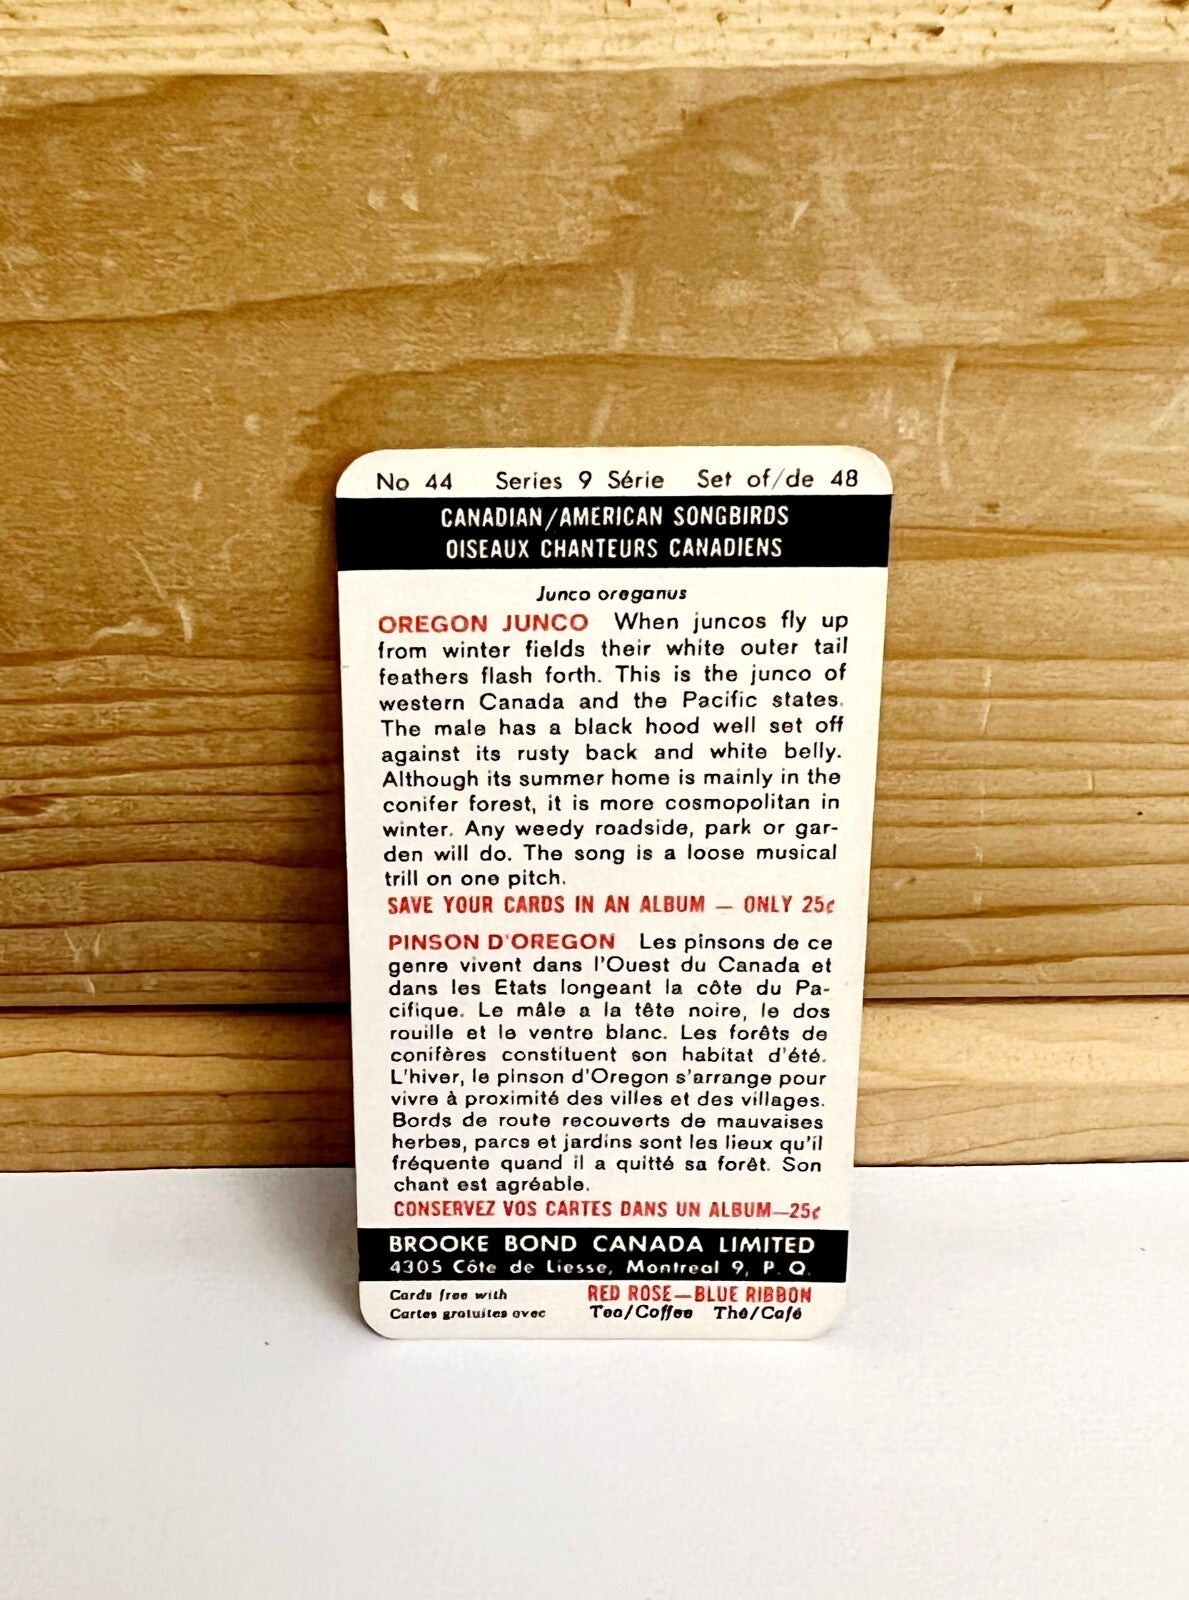 No 44 Series 9 Série Set of/de 48
CANADIAN/AMERICAN SONGBIRDS
OISEAUX CHANTEURS CANADIENS
Junco oreganus
OREGON JUNCO When juncos fly up
from winter fields their white outer tail
feathers flash forth. This is the junco of
western Canada and the Pacific states.
The male has a black hood well set off
against its rusty back and white belly.
Although its summer home is mainly in the
conifer forest, it is more cosmopolitan in
winter. Any weedy roadside, park or gar-
den will do. The song is a loose musical
trill on one pitch.
SAVE YOUR CARDS IN AN ALBUM — ONLY 25¢
PINSON D'OREGON Les pinsons de ce
genre vivent dans l'Ouest du Canada et
dans les Etats longeant la côte du Pa-
cifique. Le mâle a la tête noire, le dos
rouille et le ventre blanc. Les forêts de
conifères constituent son habitat d'été.
L'hiver, le pinson d'Oregon s'arrange pour
vivre à proximité des villes et des villages.
Bords de route recouverts de mauvaises
herbes, parcs et jardins sont les lieux qu'il
fréquente quand il a quitté sa forêt. Son
chant est agréable.
CONSERVEZ VOS CARTES DANS UN ALBUM—25¢
BROOKE BOND CANADA LIMITED
4305 Côte de Liesse, Montreal 9, P. Q.
Cards free with RED ROSE—BLUE RIBBON
Cartes gratuites avec Tea/Coffee Thé/Café